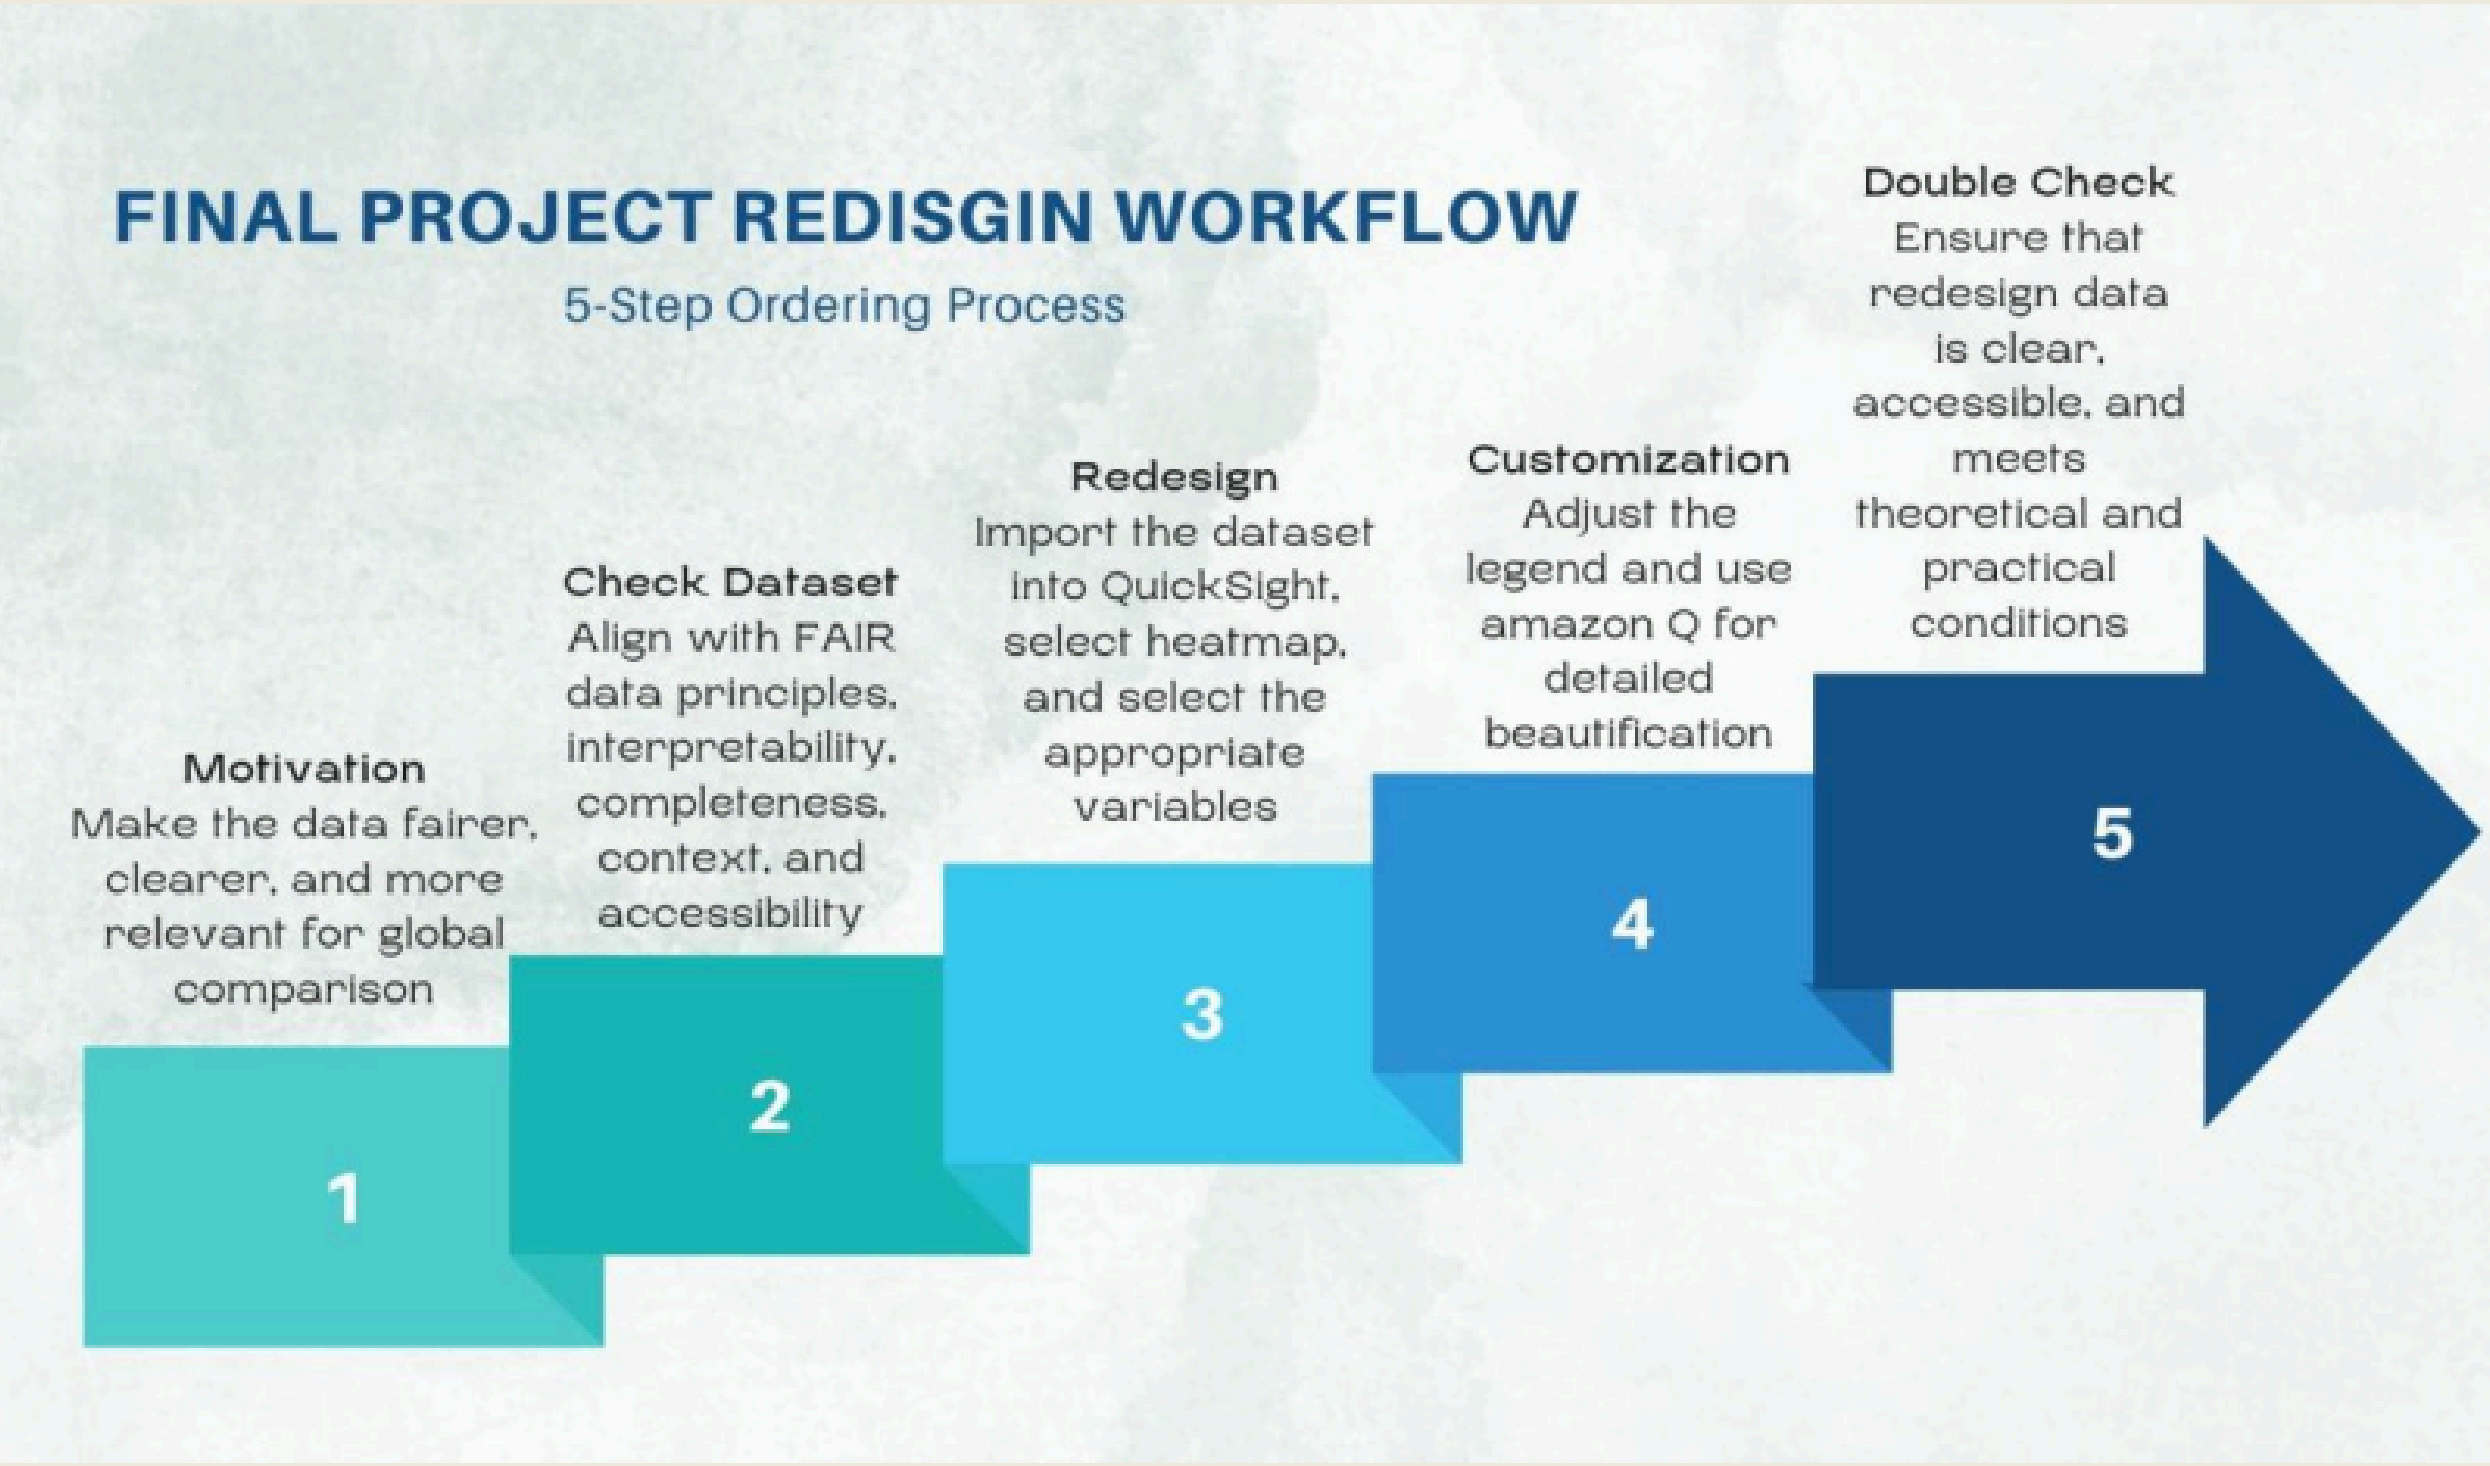 FINAL PROJECT REDISGIN WORKFLOW
5-Step Ordering Process
Motivation
Make the data fairer,
clearer, and more
relevant for global
comparison
1
Check Dataset
Align with FAIR
data principles,
interpretability,
completeness,
context, and
accessibility
2
Redesign
Import the dataset
into QuickSight,
select heatmap,
and select the
appropriate
variables
3
Customization
Adjust the
legend and use
amazon Q for
detailed
beautification
4
Double Check
Ensure that
redesign data
is clear,
accessible, and
meets
theoretical and
practical
conditions
5